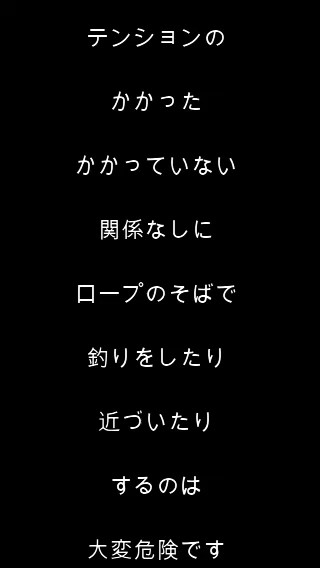 テンションの
かかった
かかっていない
関係なしに
ロープのそばで
釣りをしたり
近づいたり
するのは
大変危険です